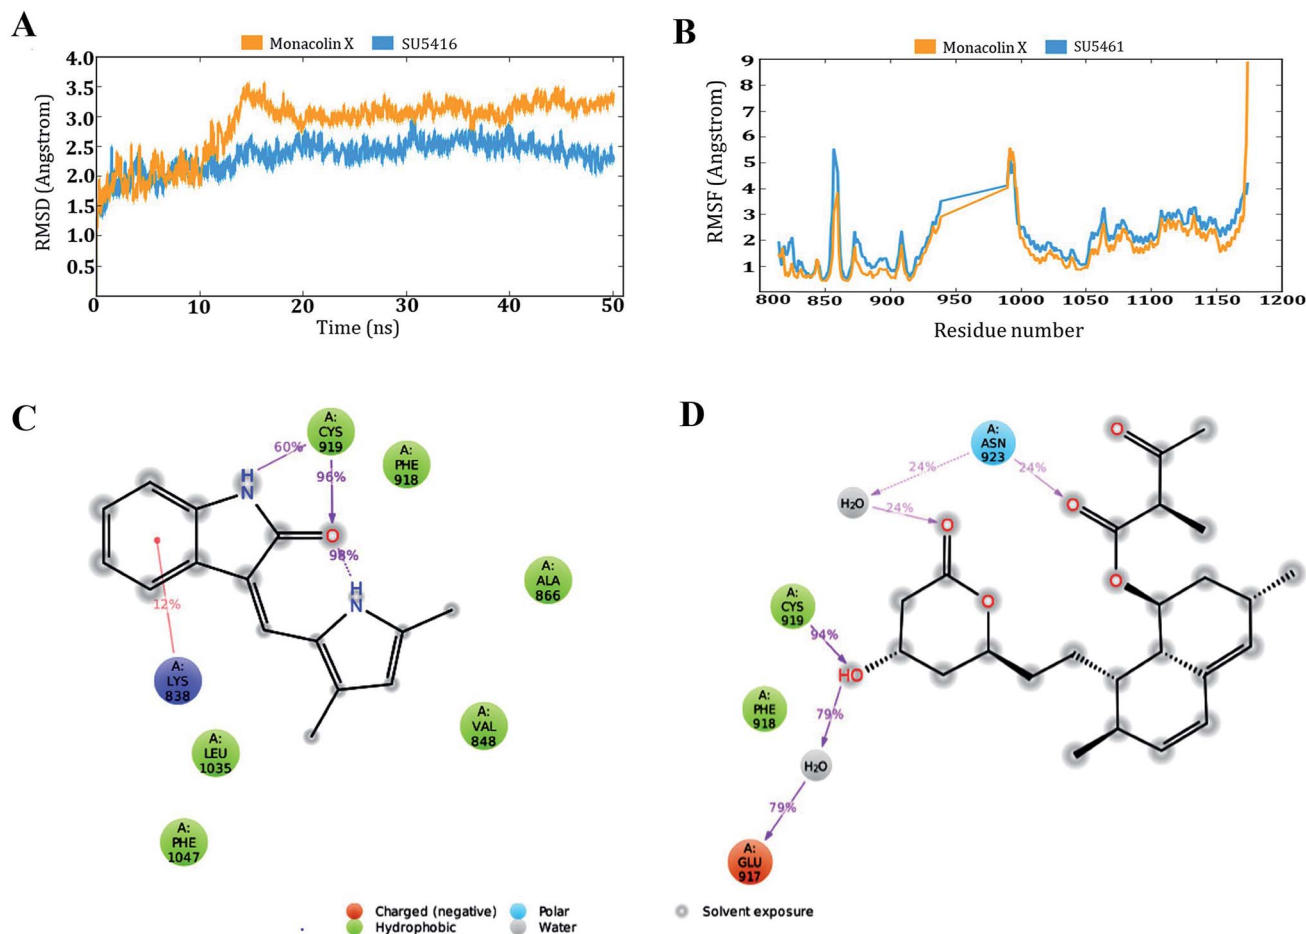 A
Monacolin X SU5416
RMSD (Angstrom)
4.0
3.5
3.0
2.5
2.0
1.5
1.0
0.5
0 10 20 30 40 50
Time (ns)
B
Monacolin X SU5461
RMSF (Angstrom)
9
8
7
6
5
4
3
2
1
800 850 900 950 1000 1050 1100 1150 1200
Residue number
C
A:
CYS
919
60%
96%
A:
PHE
918
H
N
O
98%
H
N
A:
ALA
866
12%
A:
LYS
838
A:
LEU
1035
A:
VAL
848
A:
PHE
1047
D
A:
ASN
923
24%
24%
H₂O
24%
O
O
O
O
O
A:
CYS
919
94%
HO
A:
PHE
918
79%
H₂O
79%
A:
GLU
917
Charged (negative) Polar Solvent exposure
Hydrophobic Water